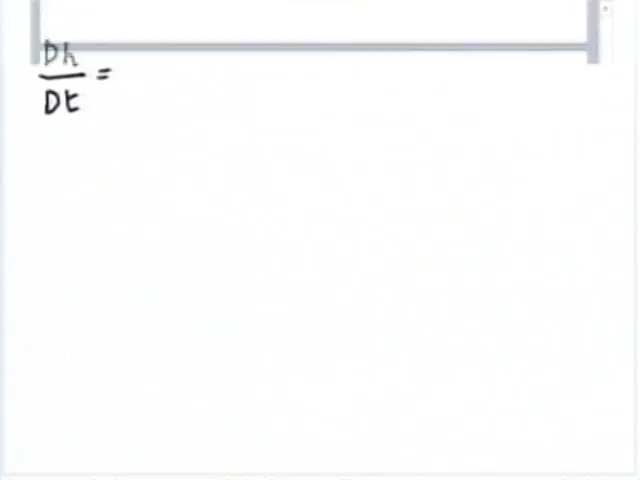 Dh
Dt =